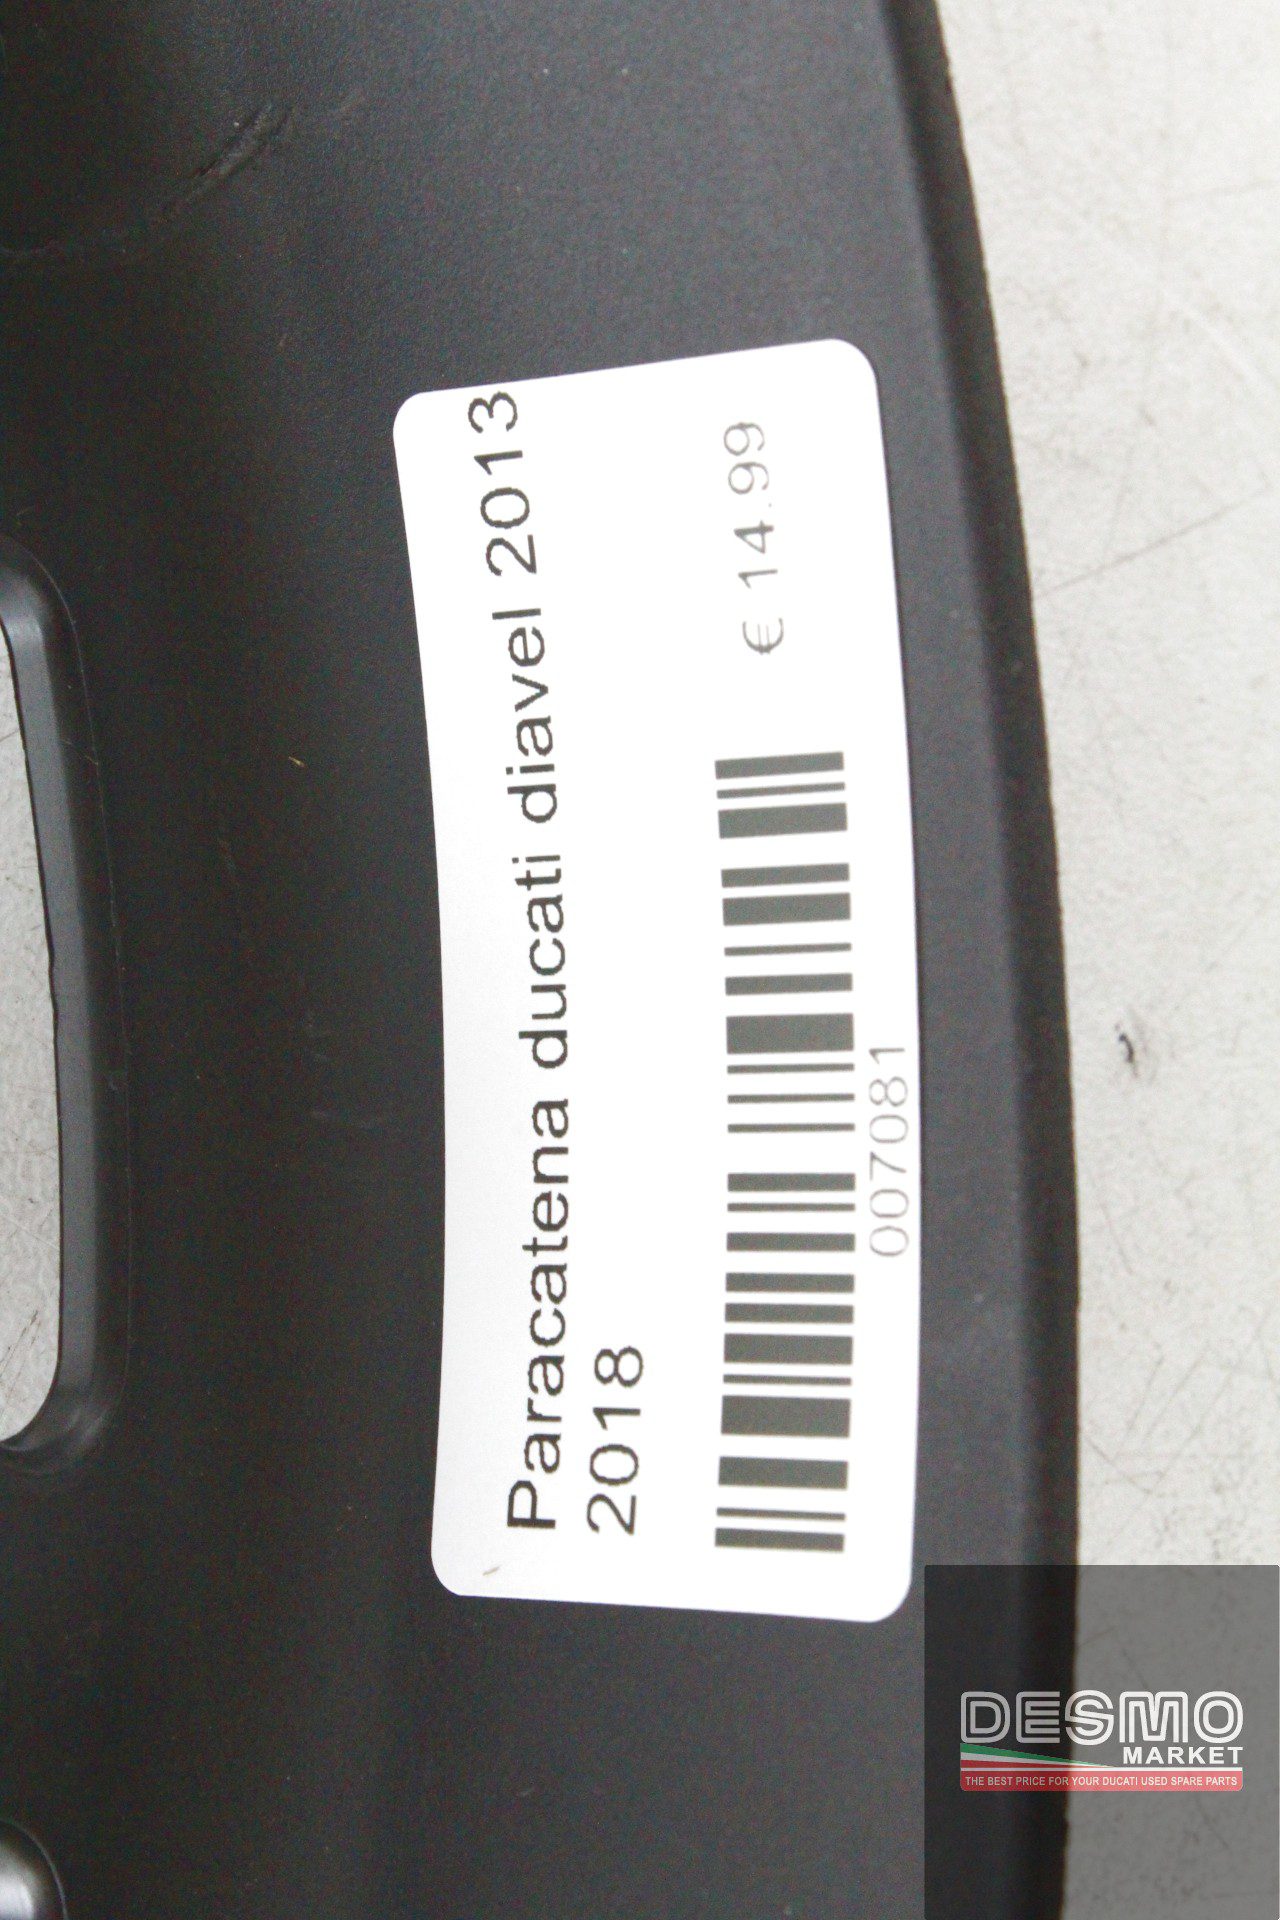 Paracatena ducati diavel 2013
2018
€ 14.99
007081
DESMO
MARKET
THE BEST PRICE FOR YOUR DUCATI USED SPARE PARTS